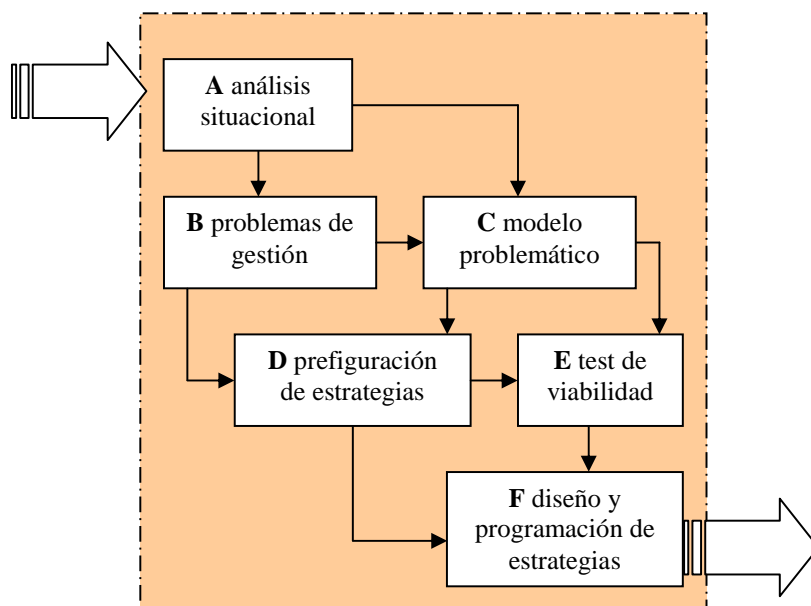 A análisis
situacional
B problemas de
gestión
C modelo
problemático
D prefiguración
de estrategias
E test de
viabilidad
F diseño y
programación de
estrategias